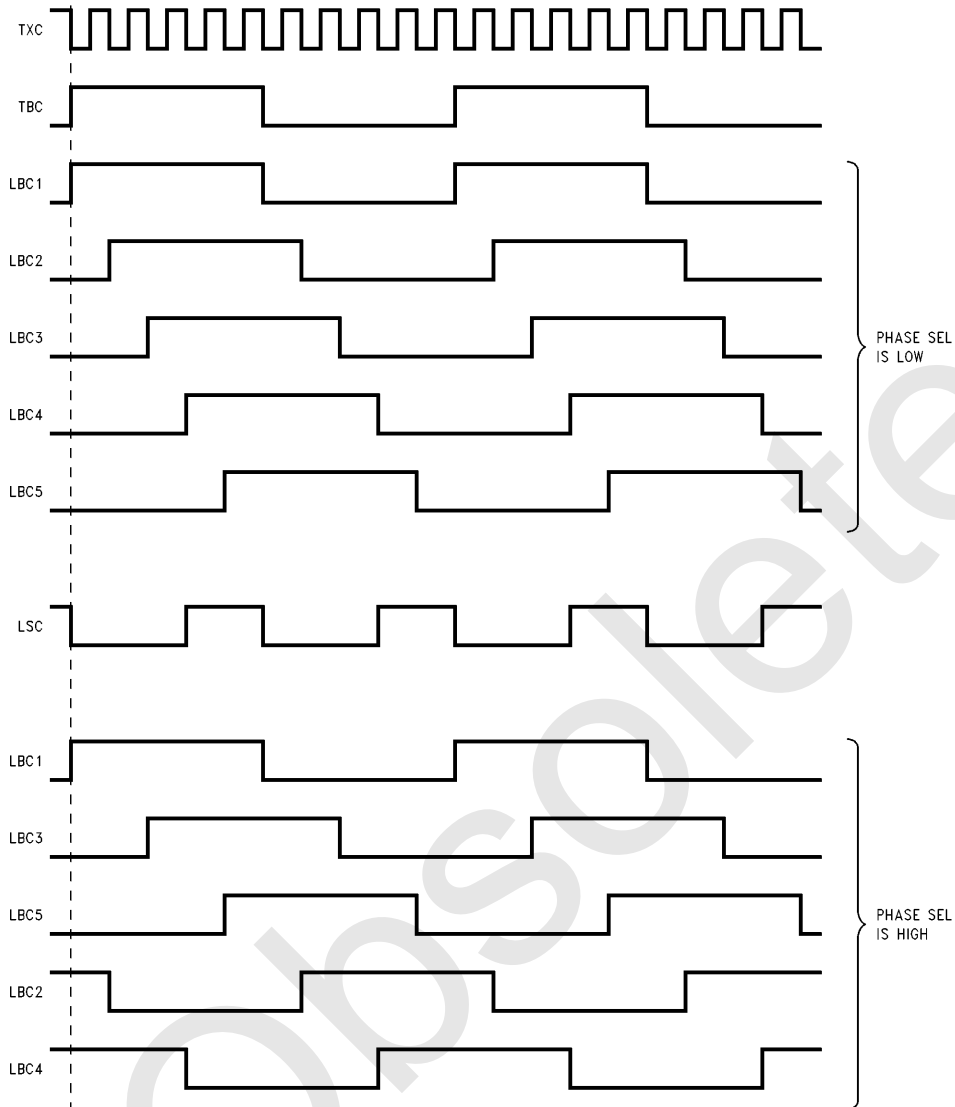 TXC
TBC
LBC1
LBC2
LBC3
LBC4
LBC5
PHASE SEL
IS LOW
LSC
LBC1
LBC3
LBC5
LBC2
LBC4
PHASE SEL
IS HIGH
Obsolete